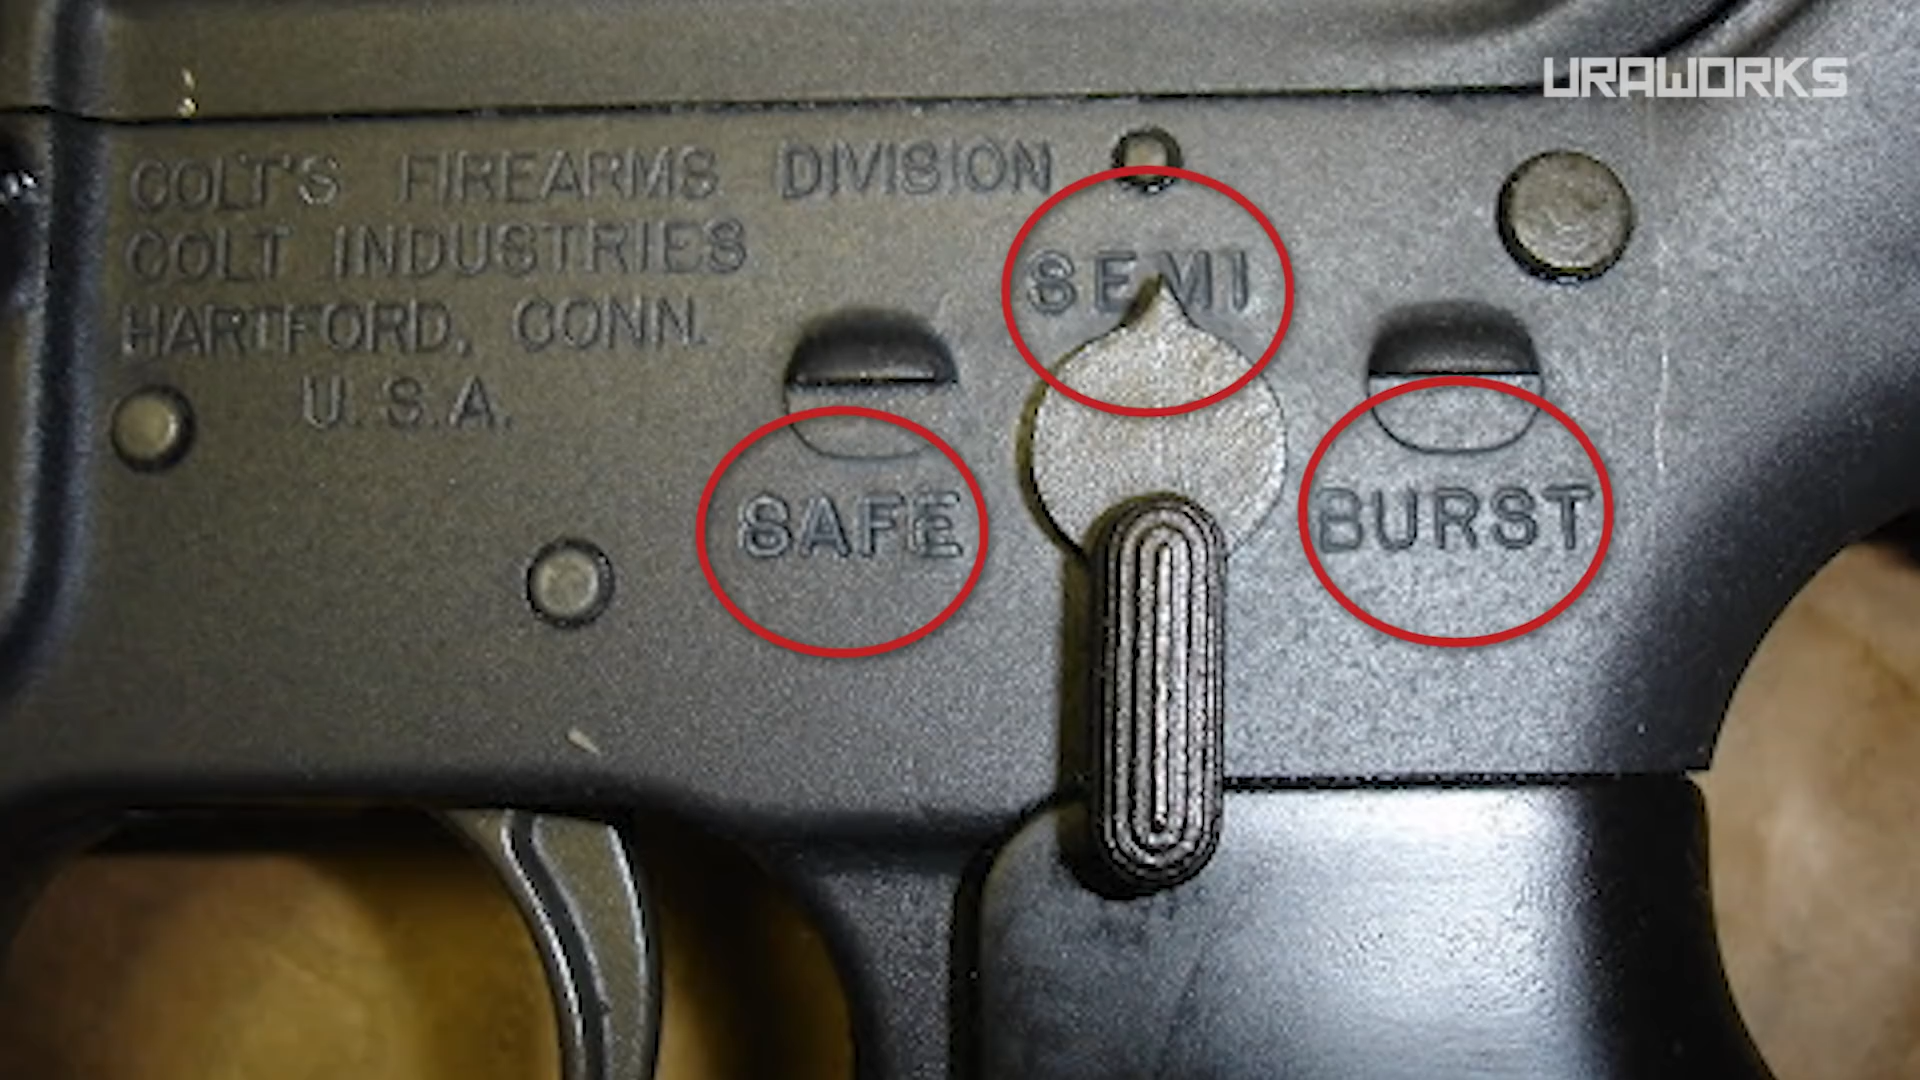 URAWORKS
COLT'S FIREARMS DIVISION
COLT INDUSTRIES
HARTFORD, CONN.
U.S.A.
SEMI
SAFE
BURST